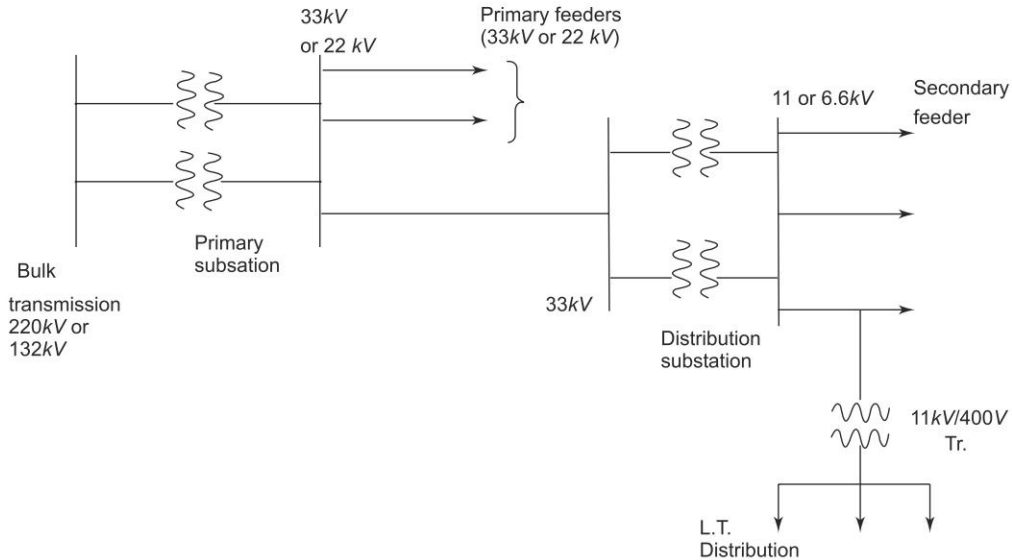 33kV
or 22 kV
Primary feeders
(33kV or 22 kV)
11 or 6.6kV
Secondary
feeder
Primary
subsation
Bulk
transmission
220kV or
132kV
33kV
Distribution
substation
11kV/400V
Tr.
L.T.
Distribution